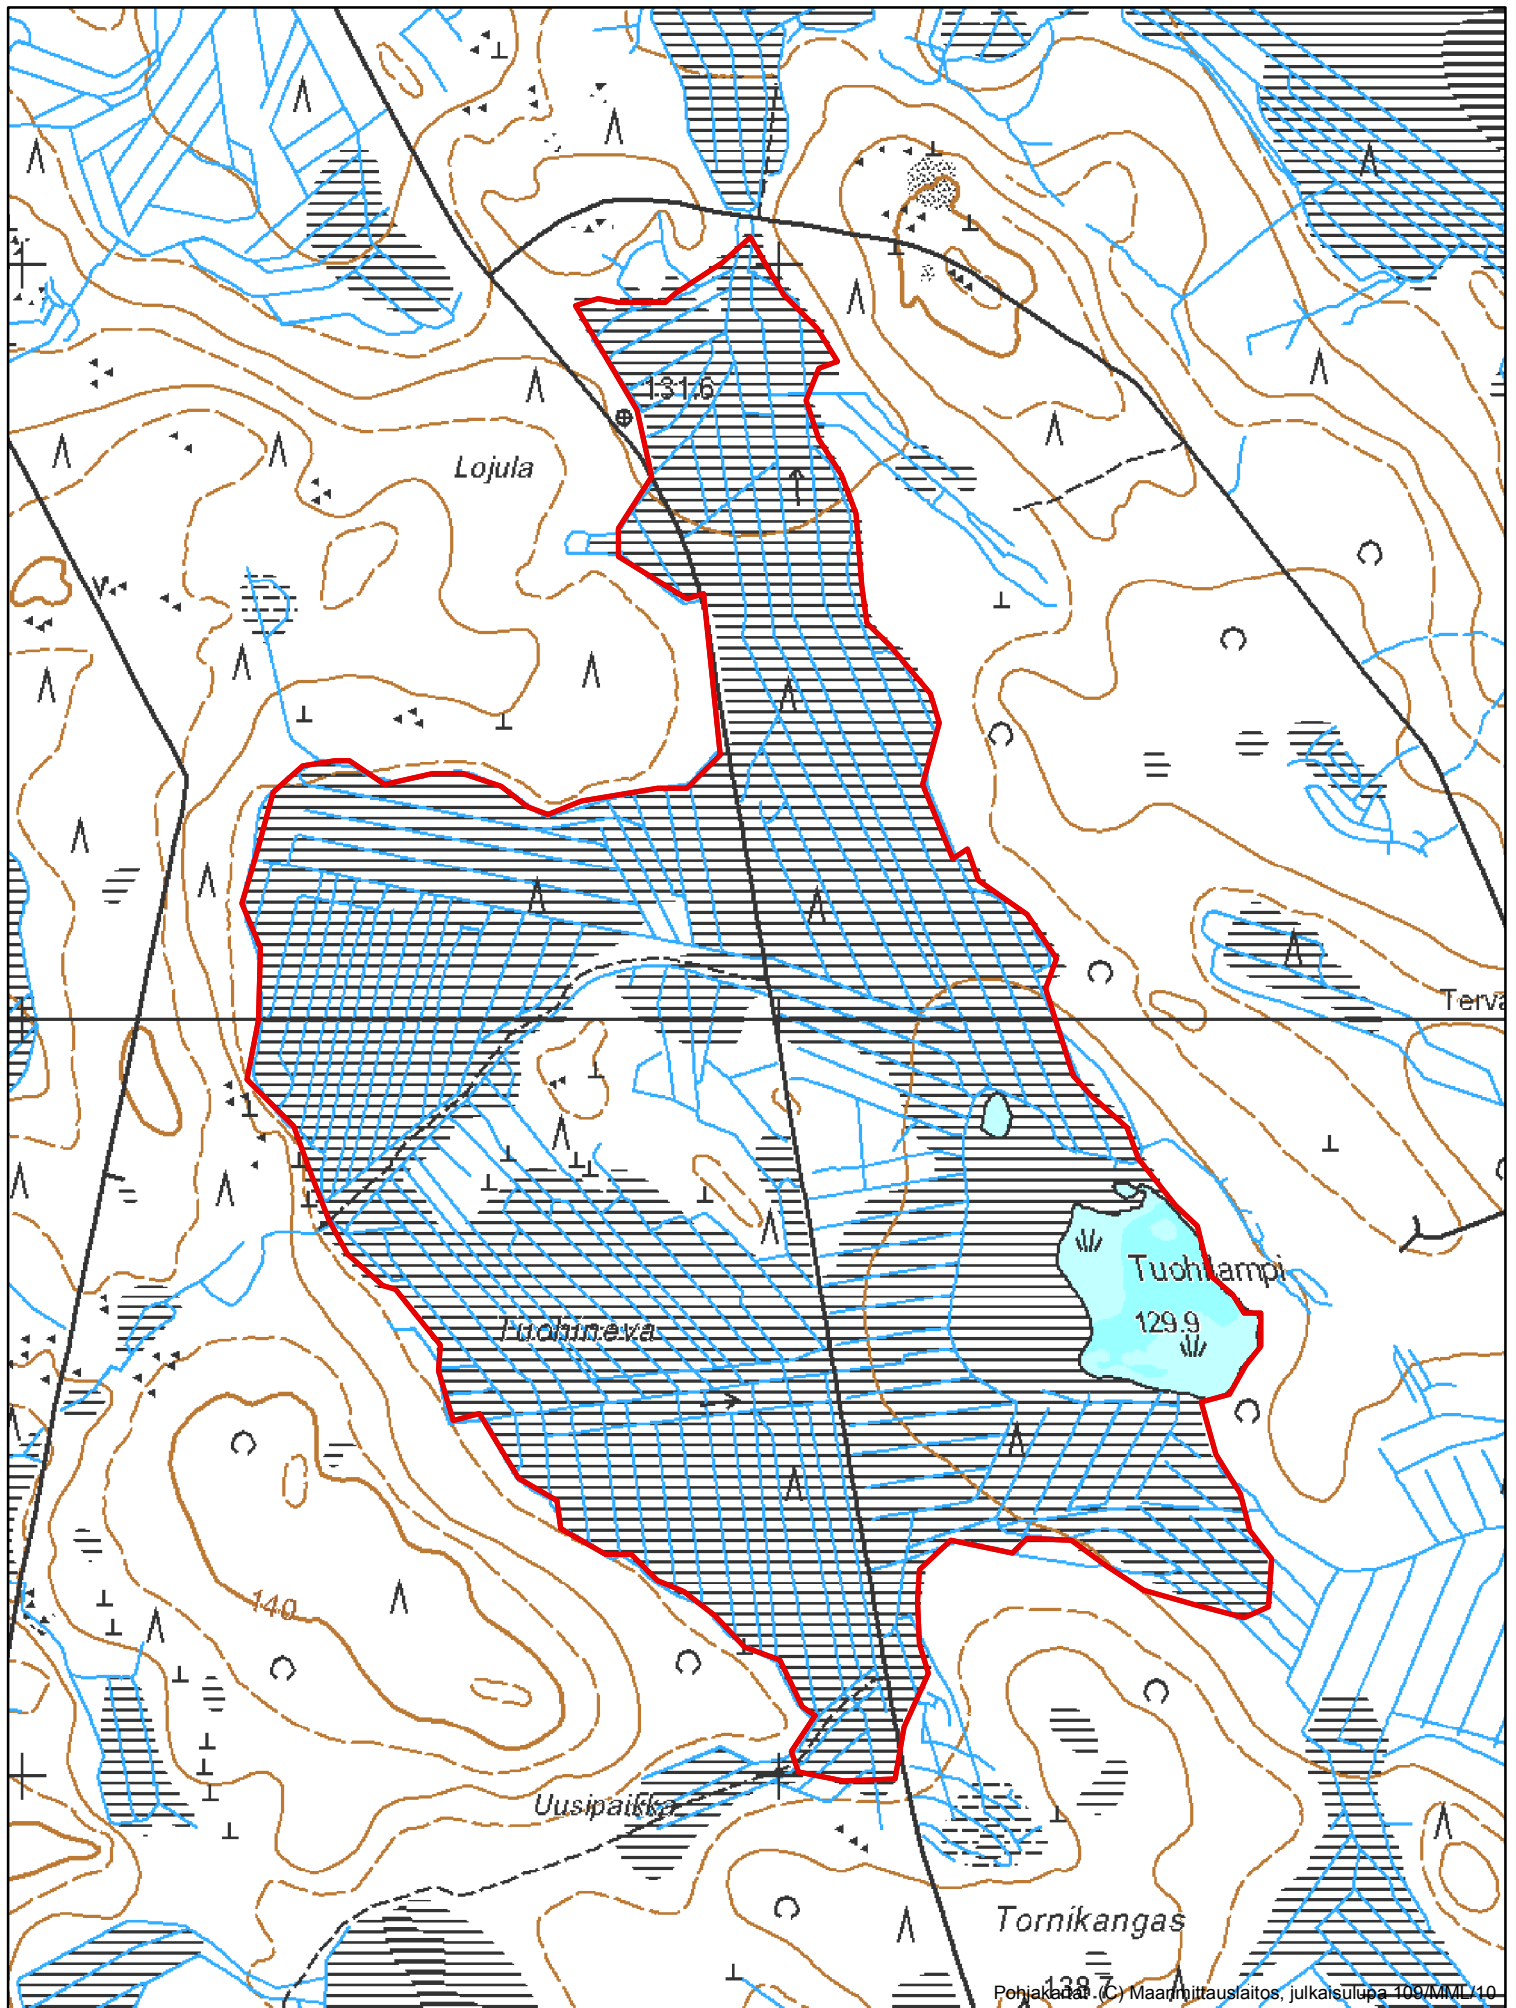 131.6
Lojula
Terva
Tuohilampi
129.9
Tuohineva
140
Uusipaikka
Tornikangas
138.7
Pohjakartat (C) Maanmittauslaitos, julkaisulupa 109/MML/10